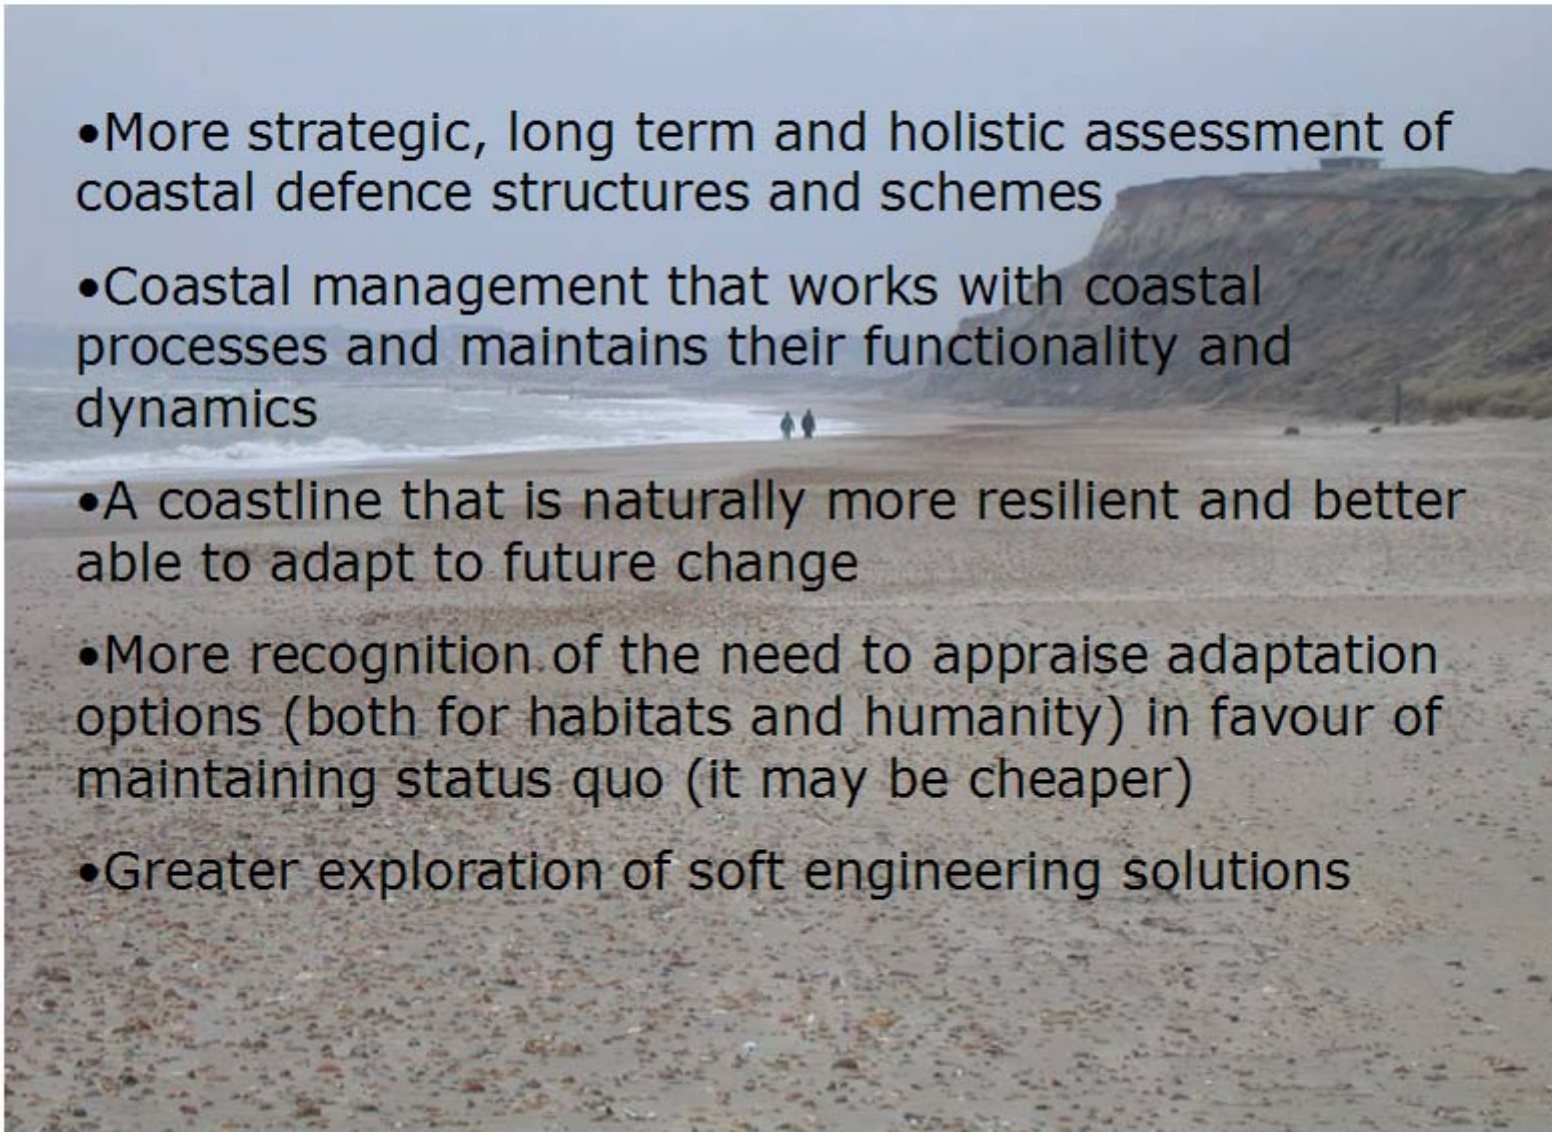 •More strategic, long term and holistic assessment of
coastal defence structures and schemes
•Coastal management that works with coastal
processes and maintains their functionality and
dynamics
•A coastline that is naturally more resilient and better
able to adapt to future change
•More recognition of the need to appraise adaptation
options (both for habitats and humanity) in favour of
maintaining status quo (it may be cheaper)
•Greater exploration of soft engineering solutions